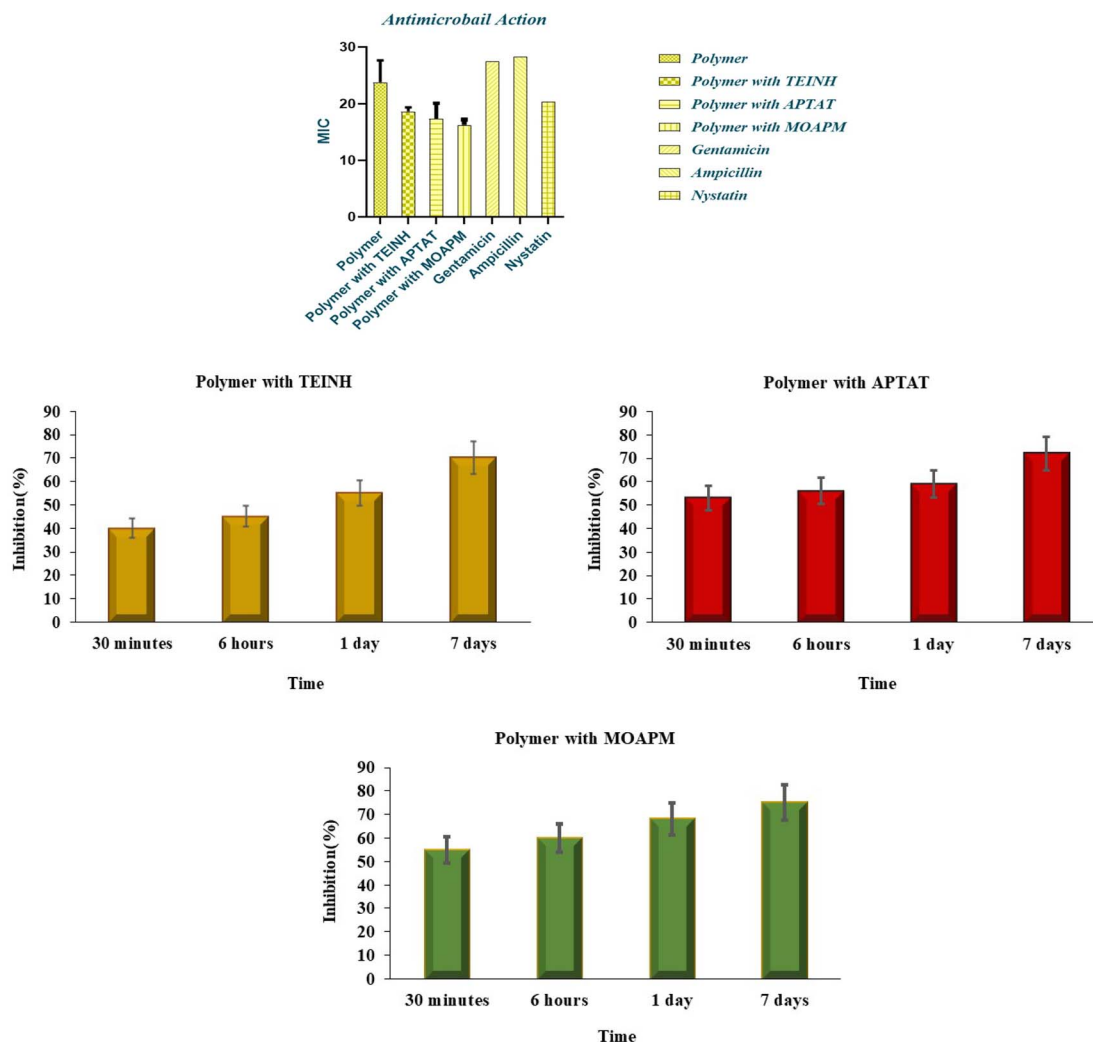 Antimicrobail Action
30
20
10
0
MIC
Polymer
Polymer with TEINH
Polymer with APTAT
Polymer with MOAPM
Gentamicin
Ampicillin
Nystatin
Polymer
Polymer with TEINH
Polymer with APTAT
Polymer with MOAPM
Gentamicin
Ampicillin
Nystatin
Polymer with TEINH
90
80
70
60
50
40
30
20
10
0
Inhibition(%)
30 minutes 6 hours 1 day 7 days
Time
Polymer with APTAT
90
80
70
60
50
40
30
20
10
0
Inhibition(%)
30 minutes 6 hours 1 day 7 days
Time
Polymer with MOAPM
90
80
70
60
50
40
30
20
10
0
Inhibition(%)
30 minutes 6 hours 1 day 7 days
Time